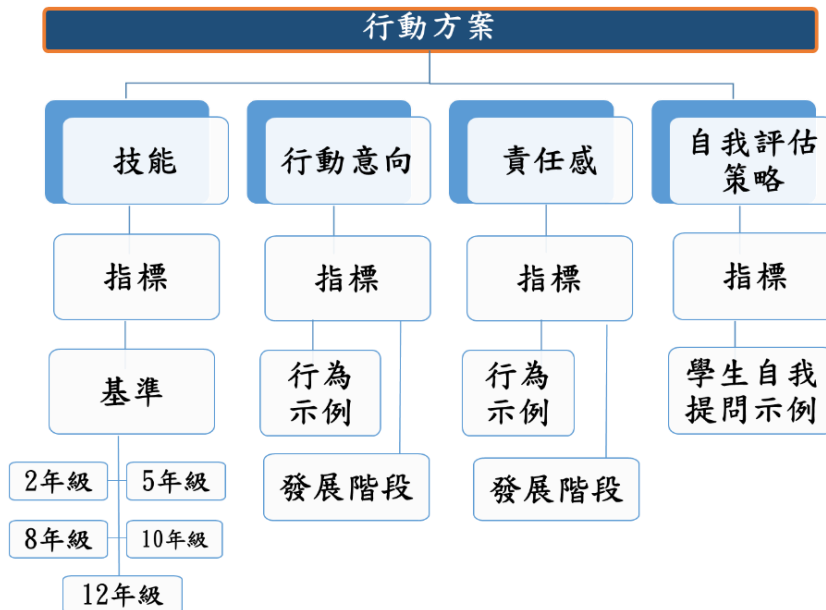 行動方案
技能
行動意向
責任感
自我評估
策略
指標
指標
指標
指標
基準
行為
示例
行為
示例
學生自我
提問示例
2年級
5年級
發展階段
發展階段
8年級
10年級
12年級